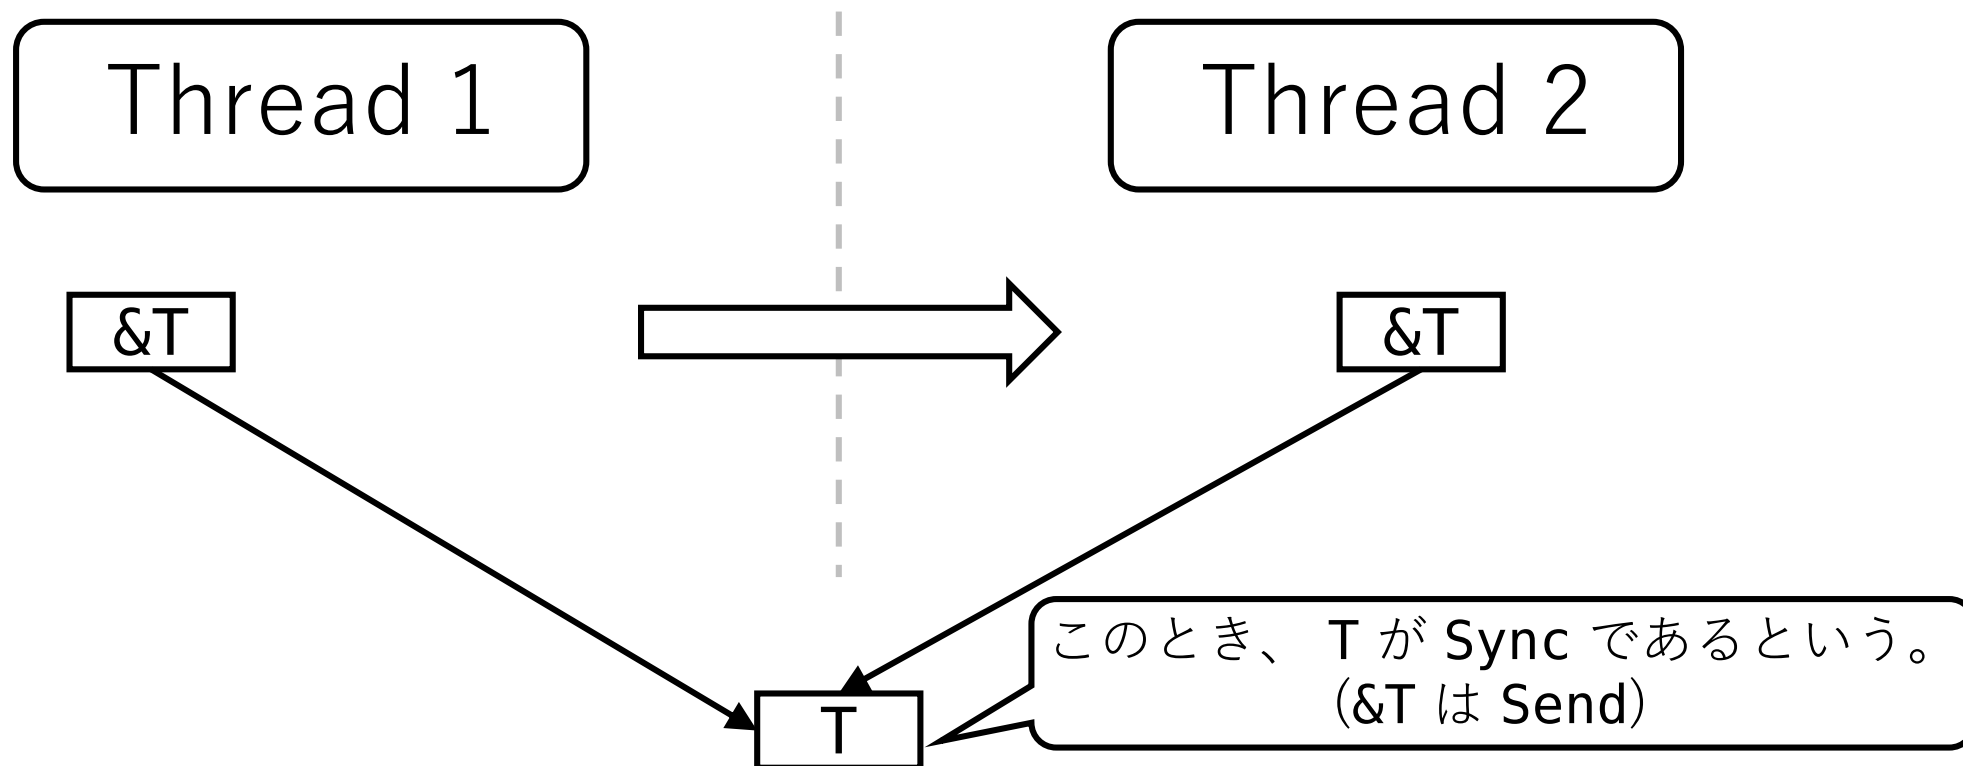 Thread 1
Thread 2
&T
&T
このとき、 T が Sync であるという。
(&T は Send)
T